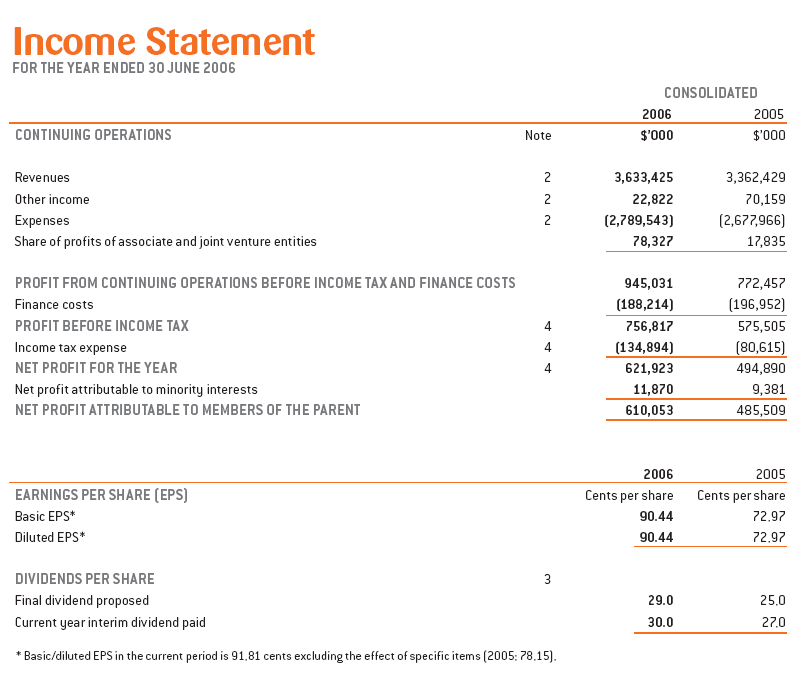 Income Statement
FOR THE YEAR ENDED 30 JUNE 2006
CONSOLIDATED
2006 2005
CONTINUING OPERATIONS Note $'000 $'000
Revenues 2 3,633,425 3,362,429
Other income 2 22,822 70,159
Expenses 2 (2,789,543) (2,677,966)
Share of profits of associate and joint venture entities 78,327 17,835
PROFIT FROM CONTINUING OPERATIONS BEFORE INCOME TAX AND FINANCE COSTS 945,031 772,457
Finance costs (188,214) (196,952)
PROFIT BEFORE INCOME TAX 4 756,817 575,505
Income tax expense 4 (134,894) (80,615)
NET PROFIT FOR THE YEAR 4 621,923 494,890
Net profit attributable to minority interests 11,870 9,381
NET PROFIT ATTRIBUTABLE TO MEMBERS OF THE PARENT 610,053 485,509
2006 2005
EARNINGS PER SHARE (EPS) Cents per share Cents per share
Basic EPS* 90.44 72.97
Diluted EPS* 90.44 72.97
DIVIDENDS PER SHARE 3
Final dividend proposed 29.0 25.0
Current year interim dividend paid 30.0 27.0
* Basic/diluted EPS in the current period is 91.81 cents excluding the effect of specific items (2005: 78.15).